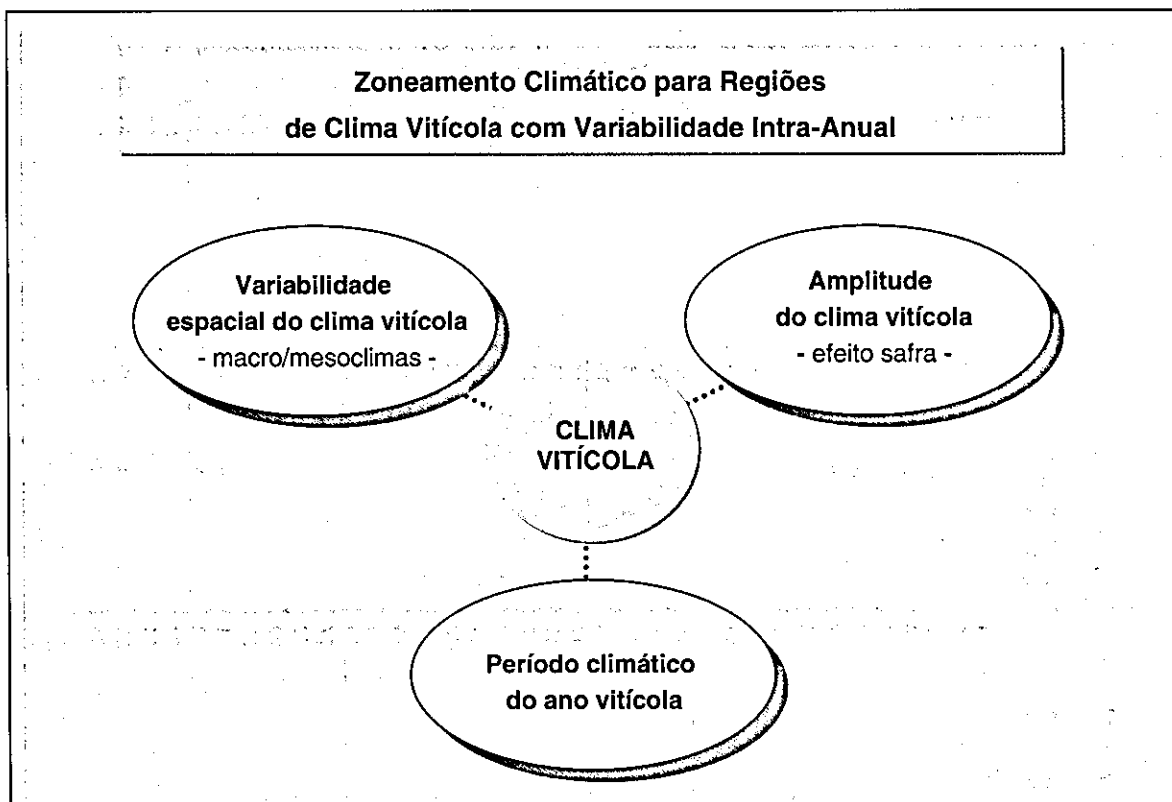 Zoneamento Climático para Regiões
de Clima Vitícola com Variabilidade Intra-Anual
Variabilidade
espacial do clima vitícola
- macro/mesoclimas -
Amplitude
do clima vitícola
- efeito safra -
CLIMA
VITÍCOLA
Período climático
do ano vitícola